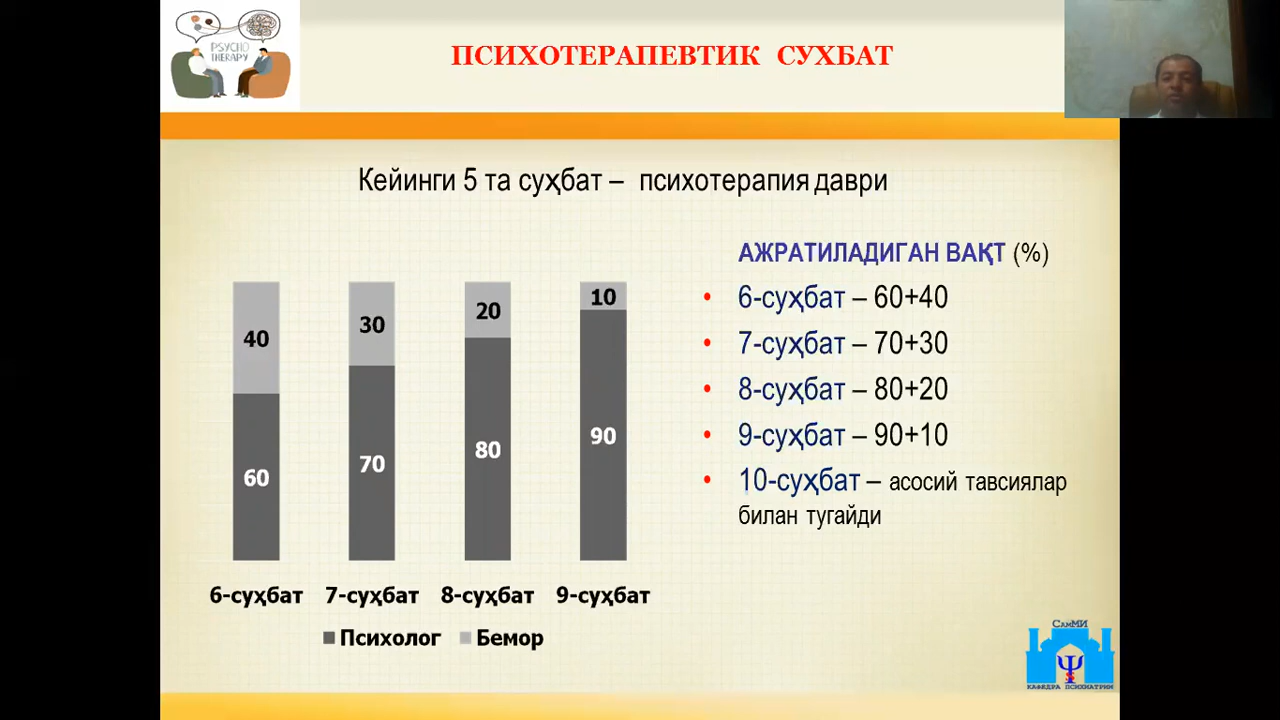 PSYCHO
THERAPY
ПСИХОТЕРАПЕВТИК СУХБАТ
Кейинги 5 та суҳбат – психотерапия даври
40
30
20
10
60
70
80
90
6-суҳбат 7-суҳбат 8-суҳбат 9-суҳбат
Психолог Бемор
АЖРАТИЛАДИГАН ВАҚТ (%)
• 6-суҳбат – 60+40
• 7-суҳбат – 70+30
• 8-суҳбат – 80+20
• 9-суҳбат – 90+10
• 10-суҳбат – асосий тавсиялар
билан тугайди
СамМИ
Ψ
КАФЕДРА ПСИХИАТРИИ